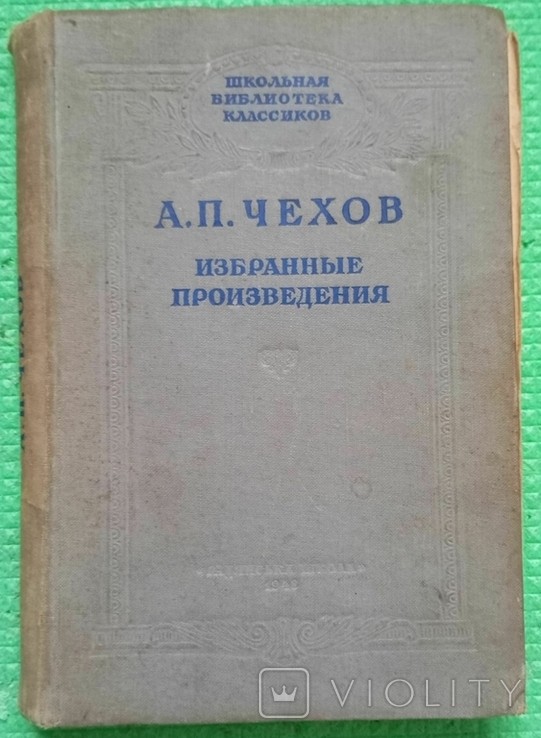 ШКОЛЬНАЯ
БИБЛИОТЕКА
КЛАССИКОВ
А.П. ЧЕХОВ
ИЗБРАННЫЕ
ПРОИЗВЕДЕНИЯ
VIOLITY